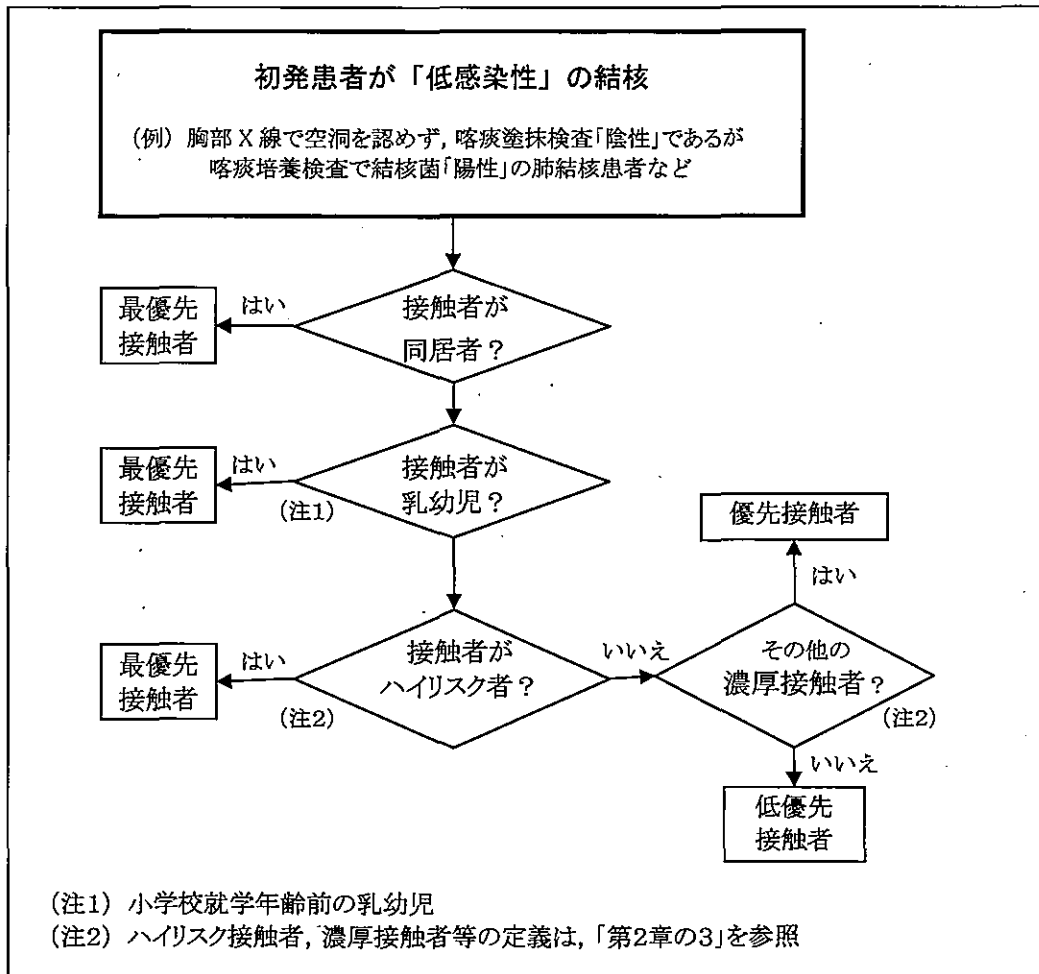 初発患者が「低感染性」の結核
(例) 胸部X線で空洞を認めず,喀痰塗抹検査「陰性」であるが
喀痰培養検査で結核菌「陽性」の肺結核患者など
接触者が
同居者?
はい
最優先
接触者
接触者が
乳幼児?
はい
(注1)
最優先
接触者
接触者が
ハイリスク者?
はい
(注2)
最優先
接触者
いいえ
その他の
濃厚接触者?
(注2)
はい
優先接触者
いいえ
低優先
接触者
(注1) 小学校就学年齢前の乳幼児
(注2) ハイリスク接触者,濃厚接触者等の定義は,「第2章の3」を参照